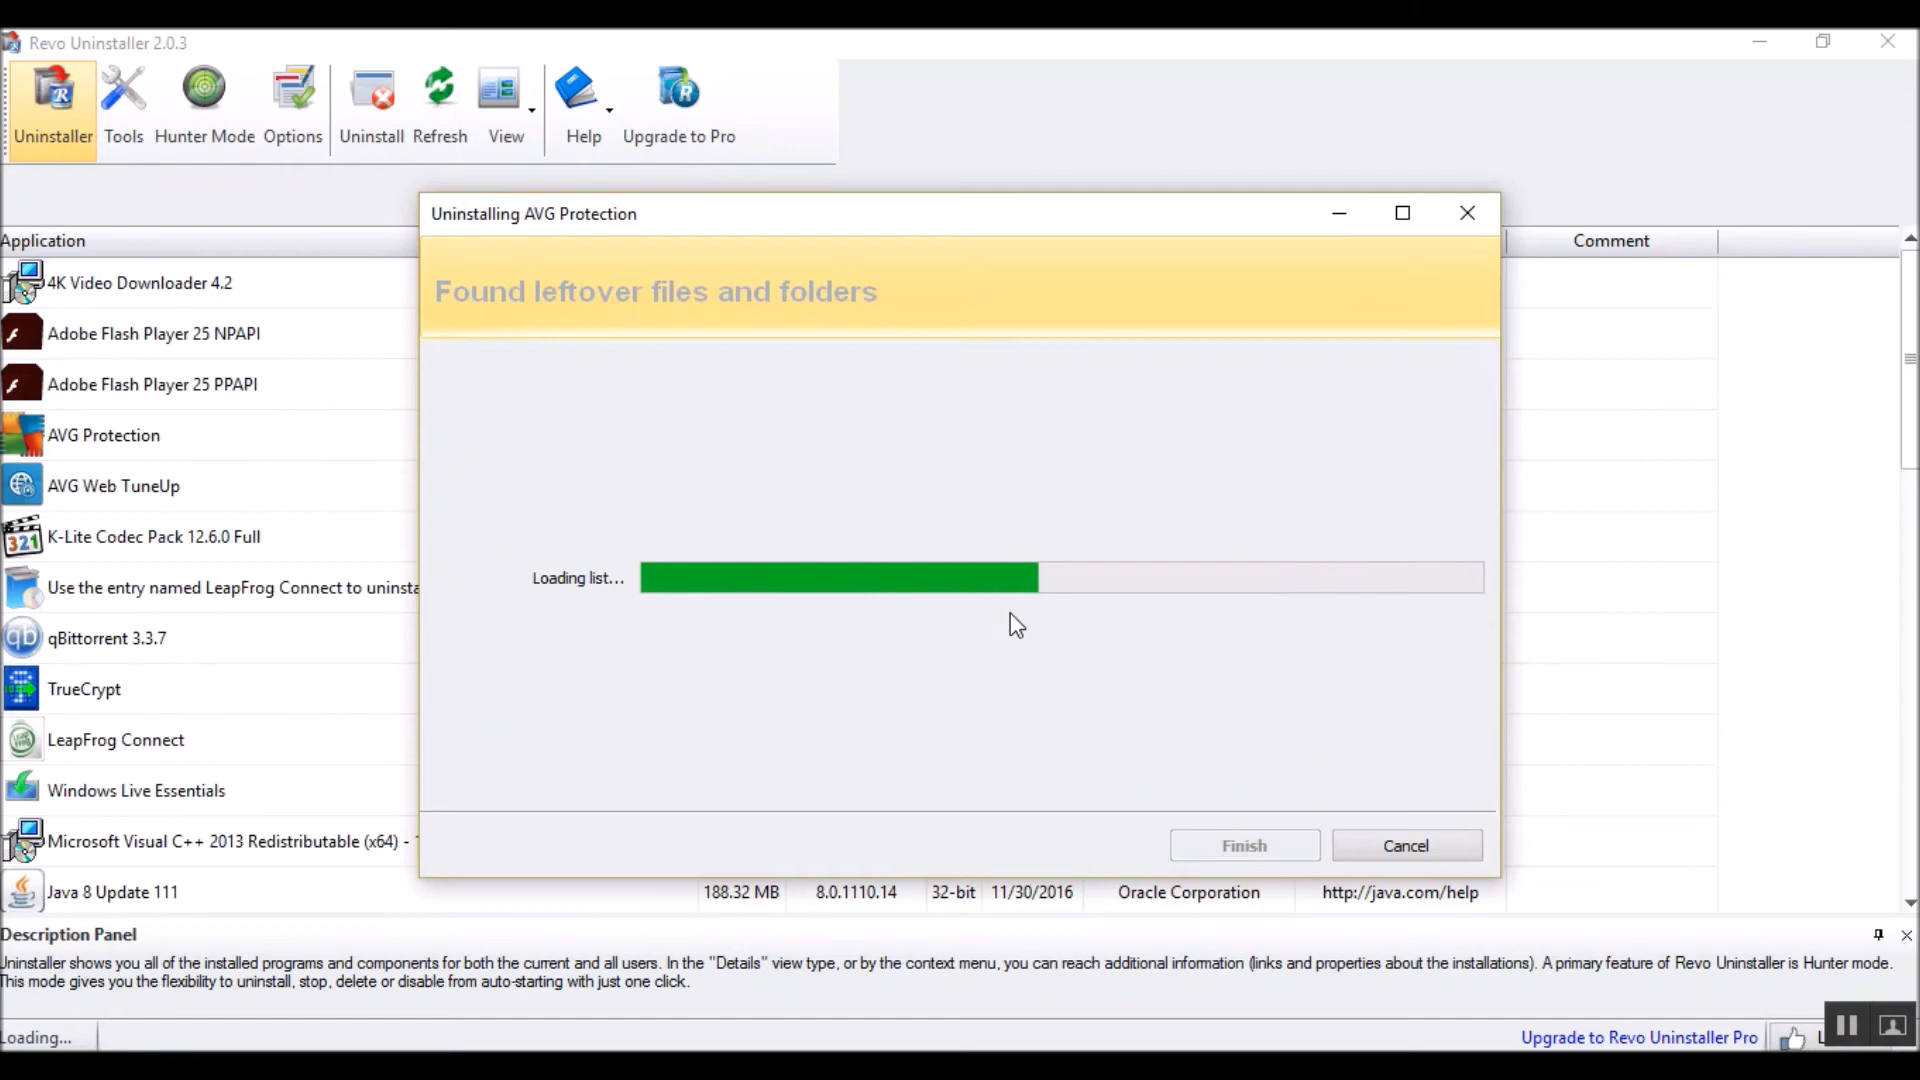 Revo Uninstaller 2.0.3
Uninstaller Tools Hunter Mode Options Uninstall Refresh View Help Upgrade to Pro
Uninstalling AVG Protection
Application Comment
Found leftover files and folders
4K Video Downloader 4.2
Adobe Flash Player 25 NPAPI
Adobe Flash Player 25 PPAPI
AVG Protection
AVG Web TuneUp
K-Lite Codec Pack 12.6.0 Full
Loading list...
Use the entry named LeapFrog Connect to uninsta
qBittorrent 3.3.7
TrueCrypt
LeapFrog Connect
Windows Live Essentials
Microsoft Visual C++ 2013 Redistributable (x64) -
Finish Cancel
Java 8 Update 111 188.32 MB 8.0.1110.14 32-bit 11/30/2016 Oracle Corporation http://java.com/help
Description Panel
Uninstaller shows you all of the installed programs and components for both the current and all users. In the "Details" view type, or by the context menu, you can reach additional information (links and properties about the installations). A primary feature of Revo Uninstaller is Hunter mode.
This mode gives you the flexibility to uninstall, stop, delete or disable from auto-starting with just one click.
Loading... Upgrade to Revo Uninstaller Pro